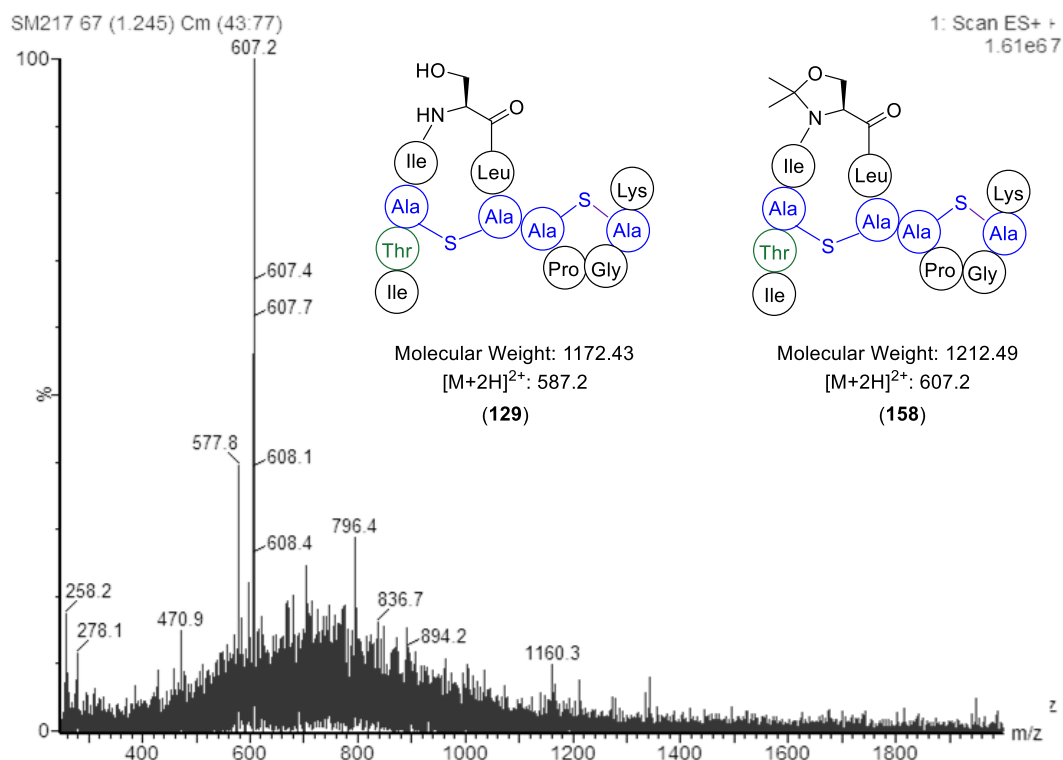 SM217 67 (1.245) Cm (43:77)
1: Scan ES+
1.61e67
100
607.2
607.4
607.7
%
577.8
608.1
608.4
796.4
258.2
278.1
470.9
836.7
894.2
1160.3
0
400
600
800
1000
1200
1400
1600
1800
m/z
z
HO
HN
O
Ile
Leu
Lys
Ala
S
Ala
Ala
S
Ala
Thr
Pro
Gly
Ile
Molecular Weight: 1172.43
[M+2H]2+: 587.2
(129)
O
N
O
Ile
Leu
Lys
Ala
S
Ala
Ala
S
Ala
Thr
Pro
Gly
Ile
Molecular Weight: 1212.49
[M+2H]2+: 607.2
(158)